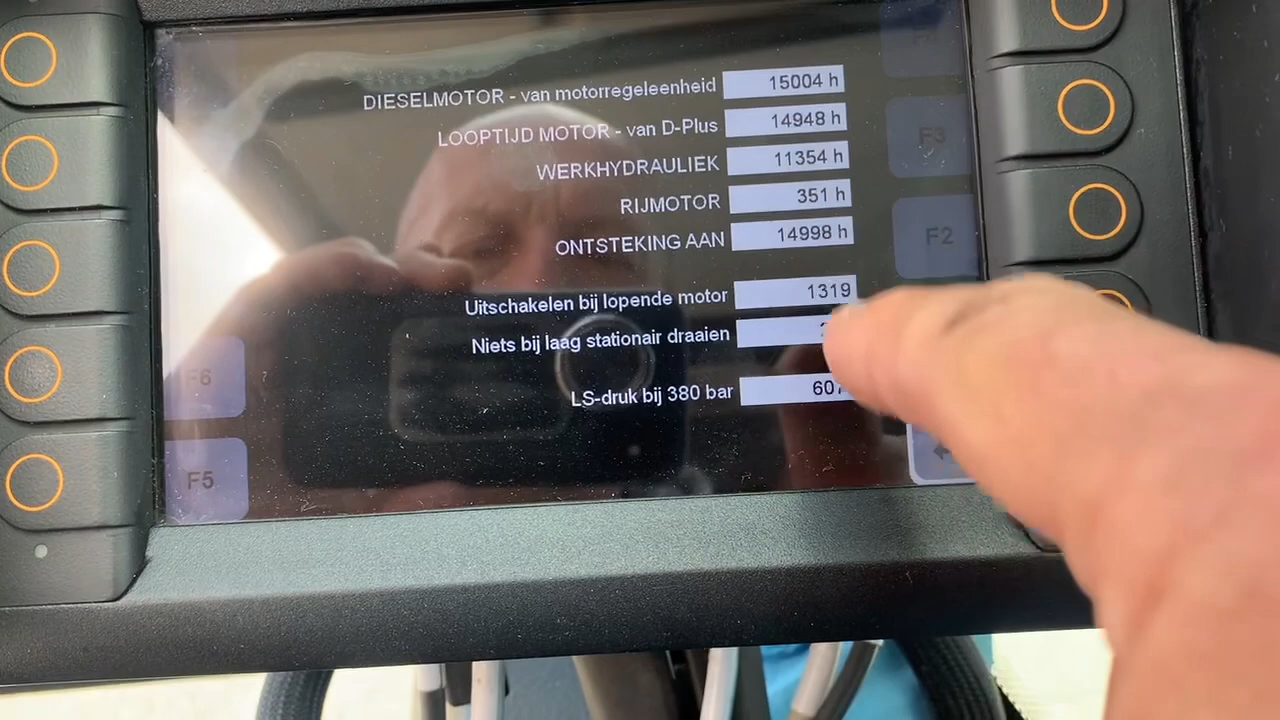 DIESELMOTOR - van motorregeleenheid 15004 h
LOOPTIJD MOTOR - van D-Plus 14948 h
WERKHYDRAULIEK 11354 h
RIJMOTOR 351 h
ONTSTEKING AAN 14998 h
Uitschakelen bij lopende motor 1319
Niets bij laag stationair draaien
LS-druk bij 380 bar
F3
F2
F6
F5